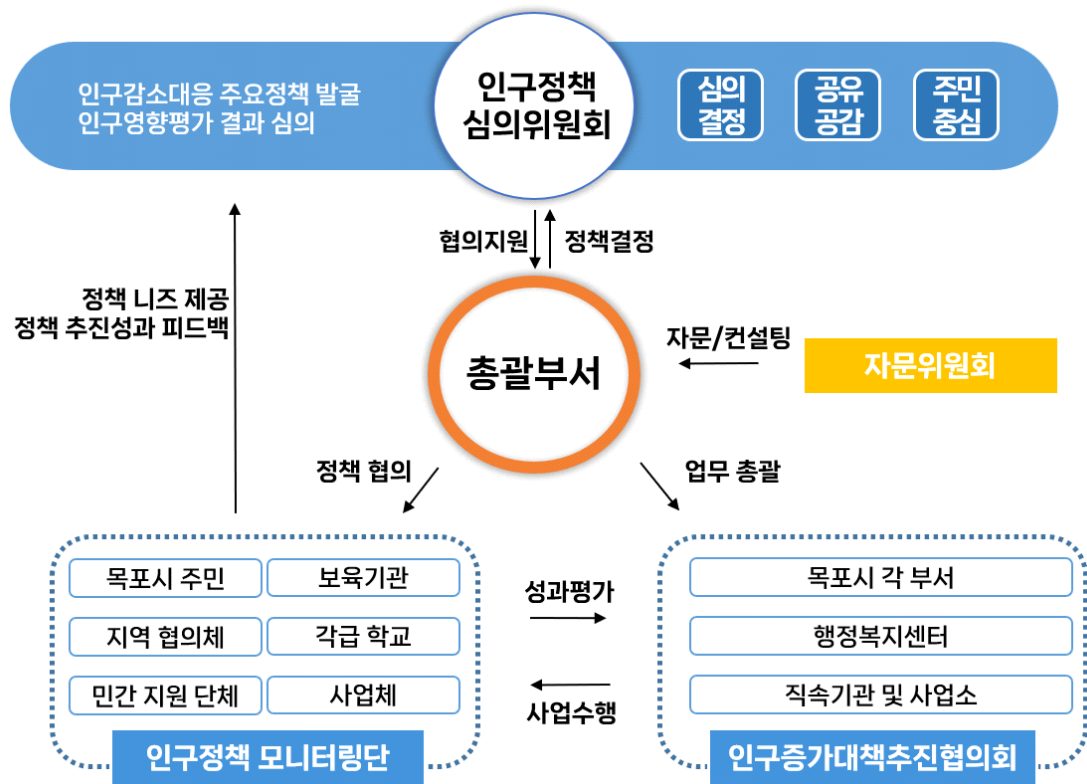 인구감소대응 주요정책 발굴
인구영향평가 결과 심의
인구정책
심의위원회
심의
결정
공유
공감
주민
중심
협의지원
정책결정
정책 니즈 제공
정책 추진성과 피드백
총괄부서
자문/컨설팅
자문위원회
정책 협의
업무 총괄
목포시 주민
보육기관
지역 협의체
각급 학교
민간 지원 단체
사업체
인구정책 모니터링단
성과평가
사업수행
목포시 각 부서
행정복지센터
직속기관 및 사업소
인구증가대책추진협의회